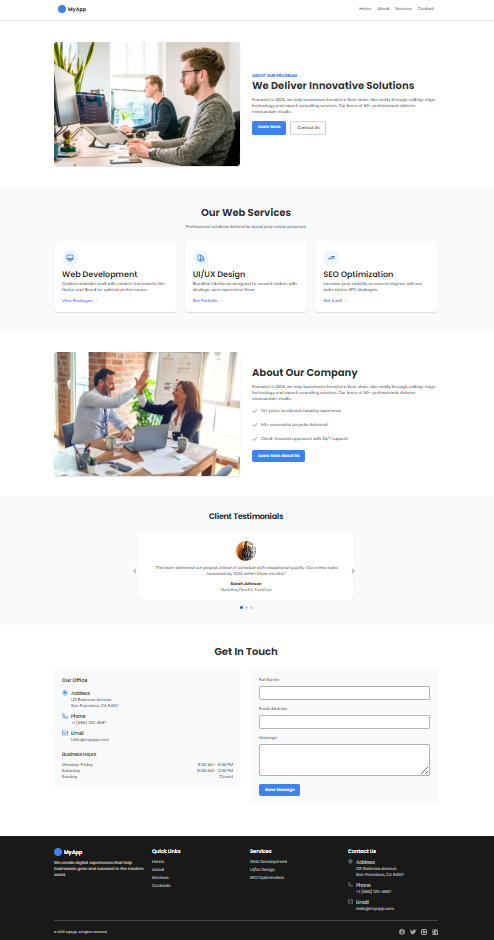 MyApp
Home About Services Contact
ABOUT OUR PROGRAM
We Deliver Innovative Solutions
Founded in 2025, we help businesses transform their ideas into reality through cutting-edge
technology and expert consulting services. Our team of 50+ professionals delivers
measurable results.
Learn More
Contact Us
Our Web Services
Professional solutions tailored to boost your online presence
Web Development
Custom websites built with modern frameworks like
and React for optimal performance.
View Packages →
UI/UX Design
Beautiful interfaces designed to convert visitors with
strategic user experience flows.
See Portfolio →
SEO Optimization
Increase your visibility on search engines with our
data-driven SEO strategies.
Get Audit →
About Our Company
Founded in 2025, we help businesses transform their ideas into reality through cutting-edge
technology and expert consulting services. Our team of 50+ professionals delivers
measurable results.
10+ years combined industry experience
50+ successful projects delivered
Client-focused approach with 24/7 support
Learn More About Us
Client Testimonials
"The team delivered our project ahead of schedule with exceptional quality. Our online sales
increased by 120% within three months!"
Sarah Johnson
Marketing Director, TechCorp
Get In Touch
Our Office
Address
123 Business Avenue
San Francisco, CA 94107
Phone
+1 (555) 123-4567
Email
hello@myapp.com
Business Hours
Monday-Friday 9:00 AM - 6:00 PM
Saturday 10:00 AM - 2:00 PM
Sunday Closed
Full Name
Email Address
Message
Send Message
MyApp
We create digital experiences that help
businesses grow and succeed in the modern
world.
Quick Links
Home
About
Services
Contacts
Services
Web Development
UI/Ux Design
SEO Optimization
Contact Us
Address
123 Business Avenue
San Francisco, CA 94107
Phone
+1 (555) 123-4567
Email
hello@myapp.com
© 2025 MyApp. All rights reserved